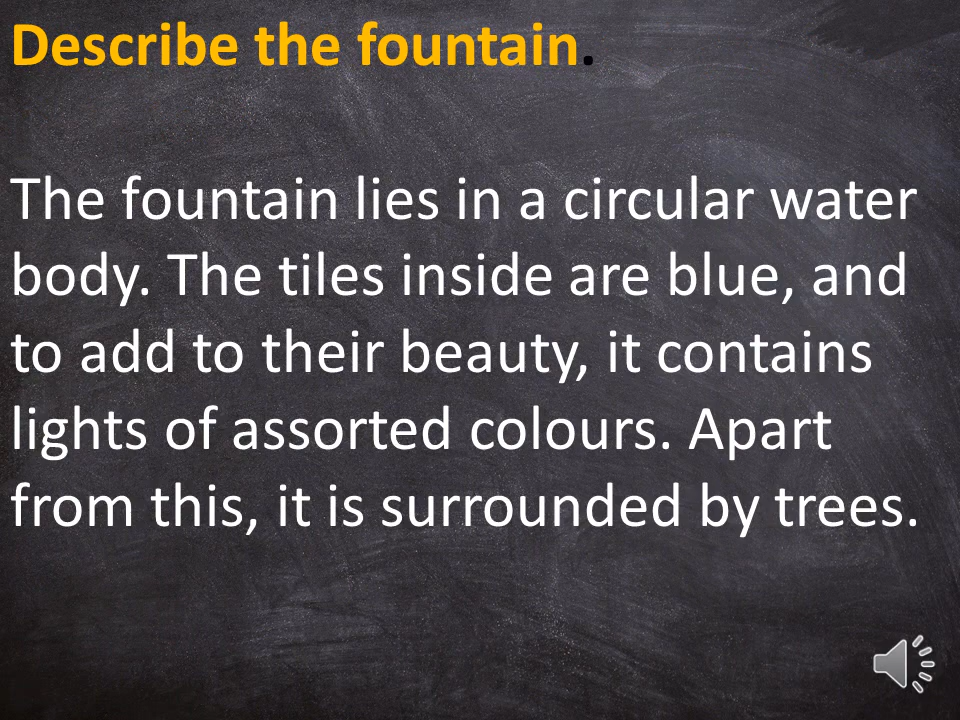 Describe the fountain.
The fountain lies in a circular water
body. The tiles inside are blue, and
to add to their beauty, it contains
lights of assorted colours. Apart
from this, it is surrounded by trees.